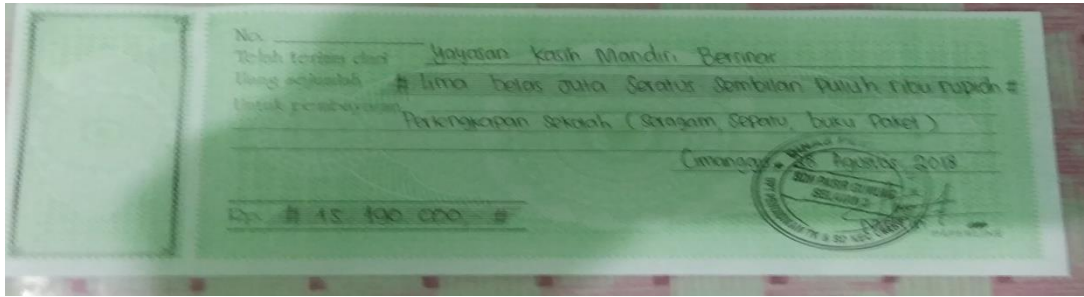 No.
Telah terima dari Yayasan Kasih Mandiri Bersinar
Uang sejumlah # Lima belas Juta Seratus Sembilan Puluh ribu rupiah #
Untuk pembayaran
Perlengkapan Sekolah (Seragam, Sepatu, buku Paket)
Cimanggu, Agustus 2018
Rp. # 15 190 000, #